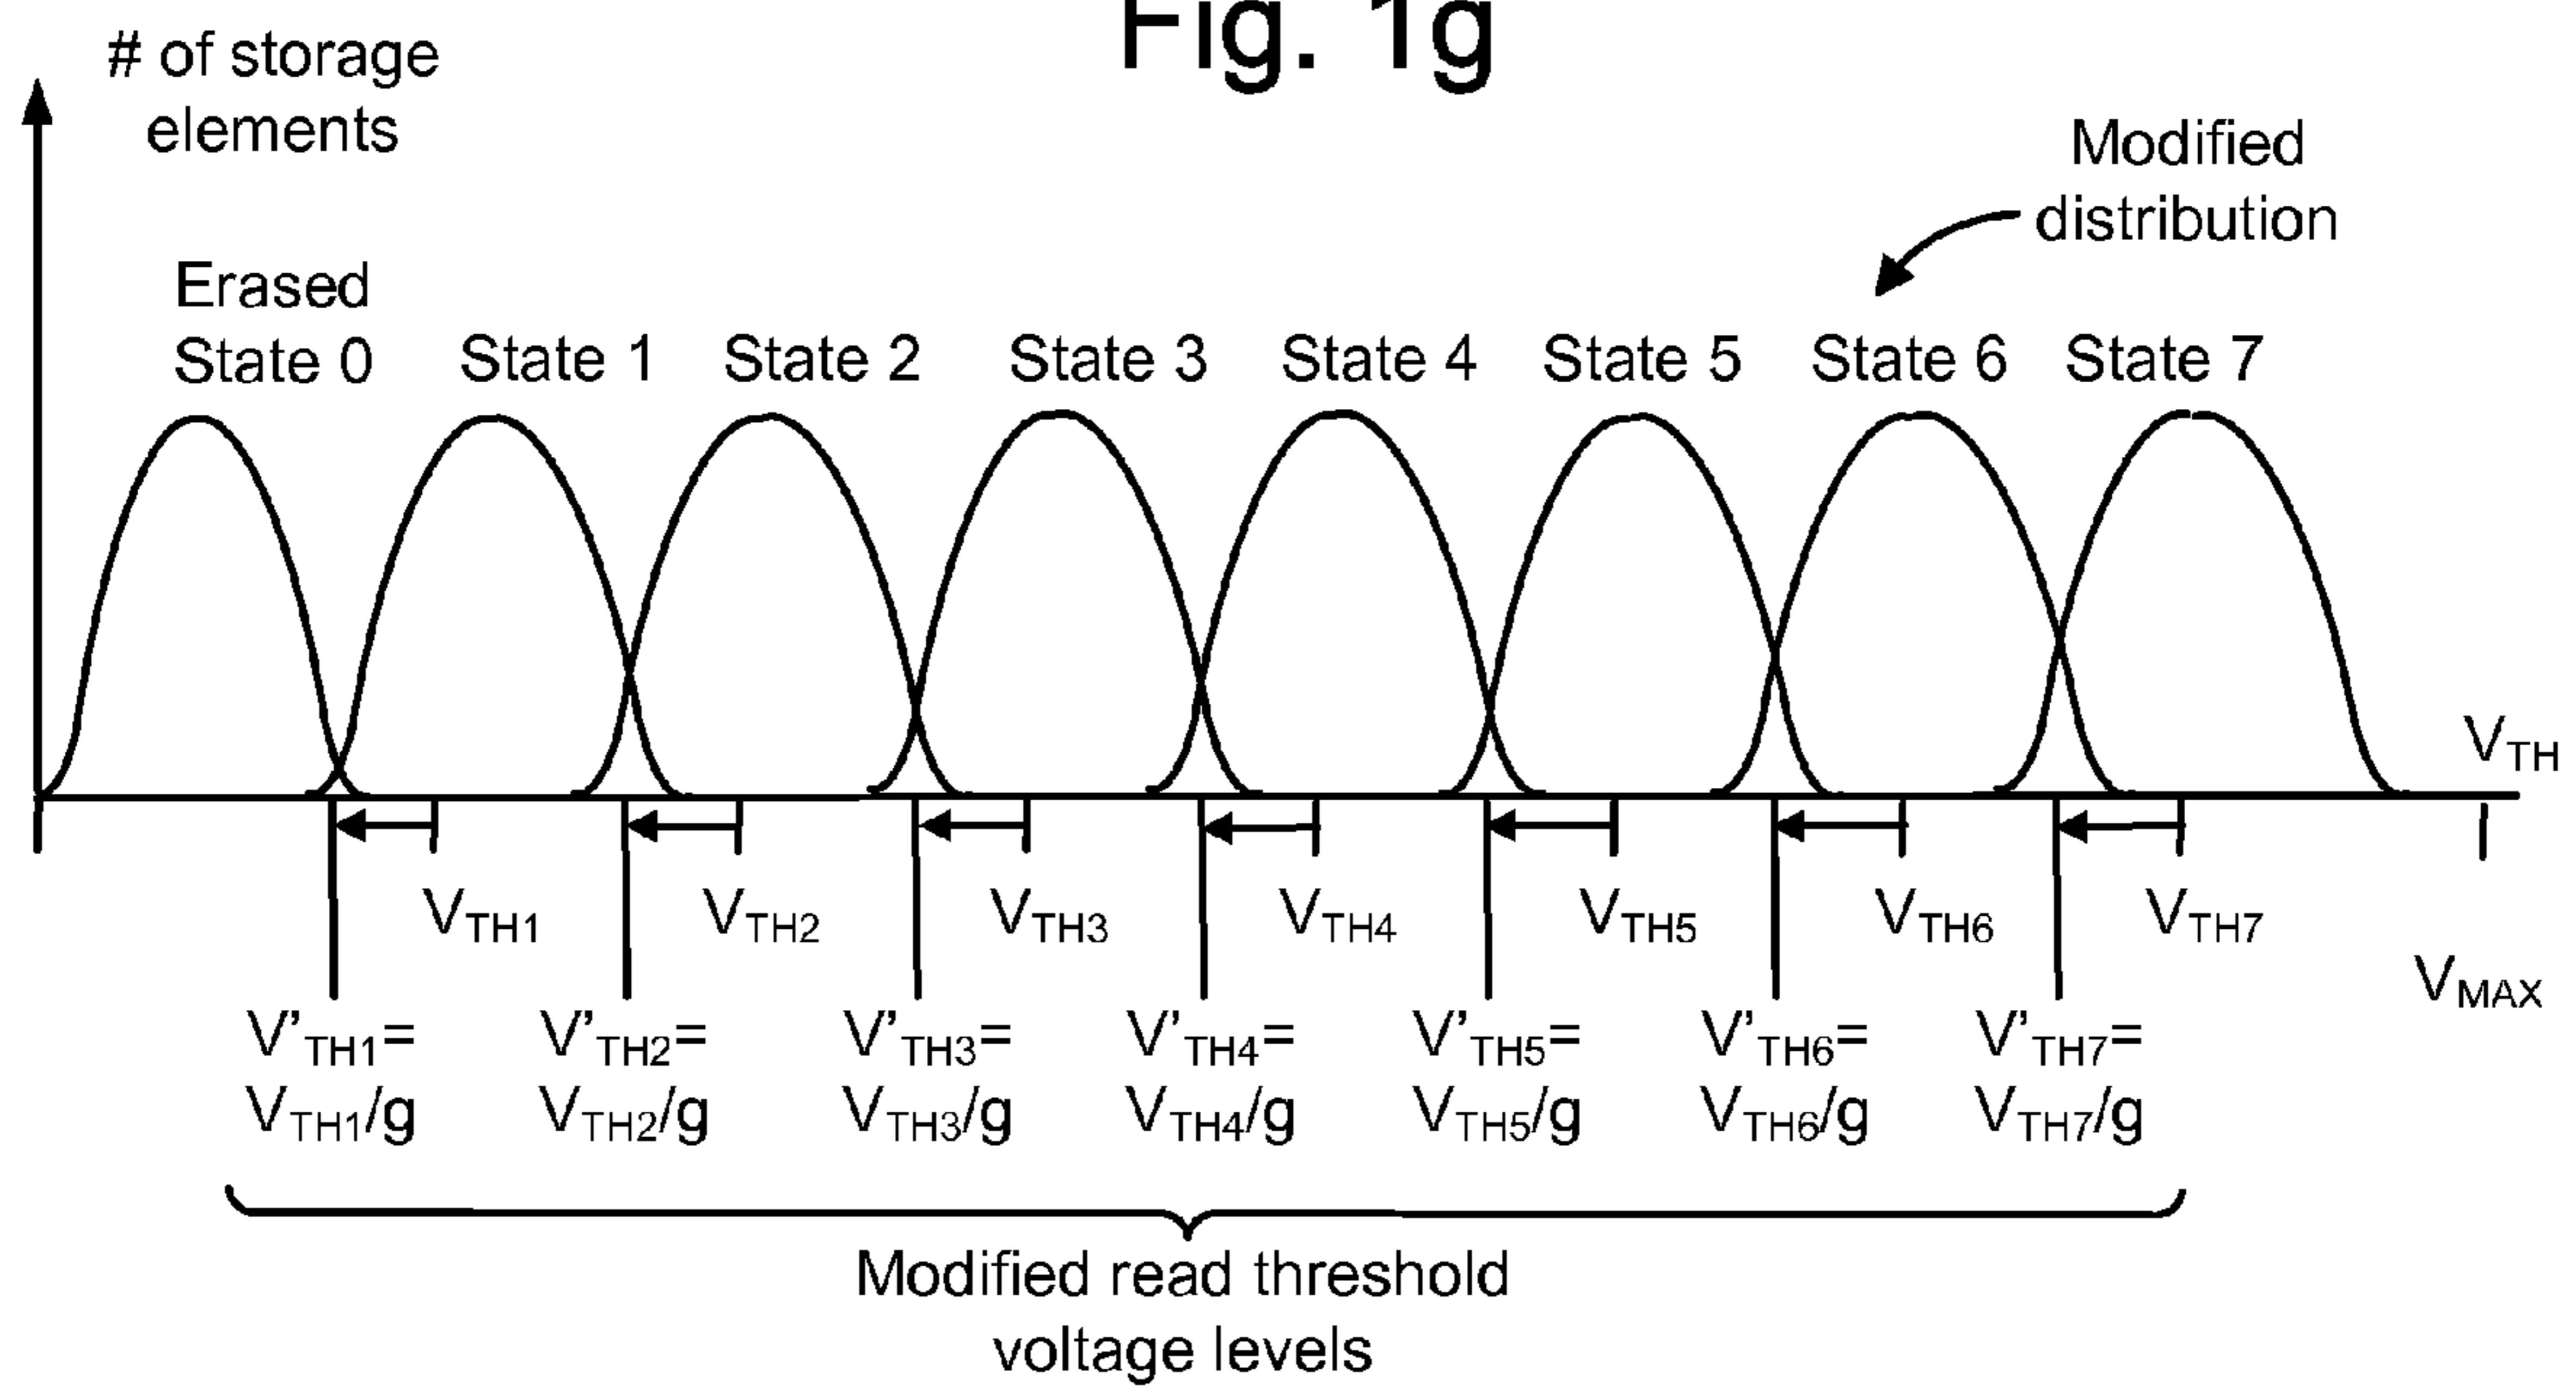 Fig. 1g
# of storage
elements
Modified
distribution
Erased
State 0
State 1
State 2
State 3
State 4
State 5
State 6
State 7
VTH
VTH1
VTH2
VTH3
VTH4
VTH5
VTH6
VTH7
VMAX
V’TH1=
VTH1/g
V’TH2=
VTH2/g
V’TH3=
VTH3/g
V’TH4=
VTH4/g
V’TH5=
VTH5/g
V’TH6=
VTH6/g
V’TH7=
VTH7/g
Modified read threshold
voltage levels